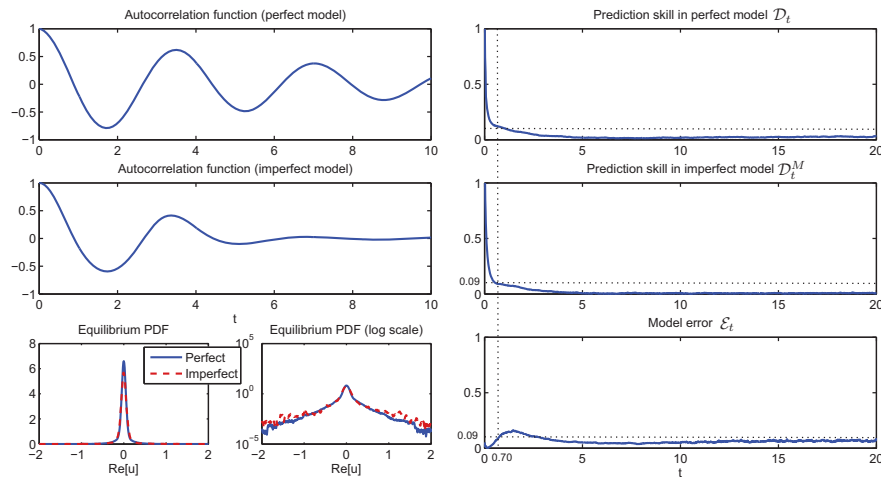 Autocorrelation function (perfect model)
1
0.5
0
−0.5
−1
0 2 4 6 8 10
Autocorrelation function (imperfect model)
1
0.5
0
−0.5
−1
0 2 4 6 8 10
t
Equilibrium PDF
8
6
4
2
0
−2 −1 0 1 2
Re[u]
Perfect
Imperfect
Equilibrium PDF (log scale)
10^5
10^0
10^−5
−2 −1 0 1 2
Re[u]
Prediction skill in perfect model 𝒟_t
1
0.5
0
0 5 10 15 20
Prediction skill in imperfect model 𝒟_t^M
1
0.5
0.09
0
0 5 10 15 20
Model error ℰ_t
1
0.5
0.09
0
0 0.70 5 10 15 20
t